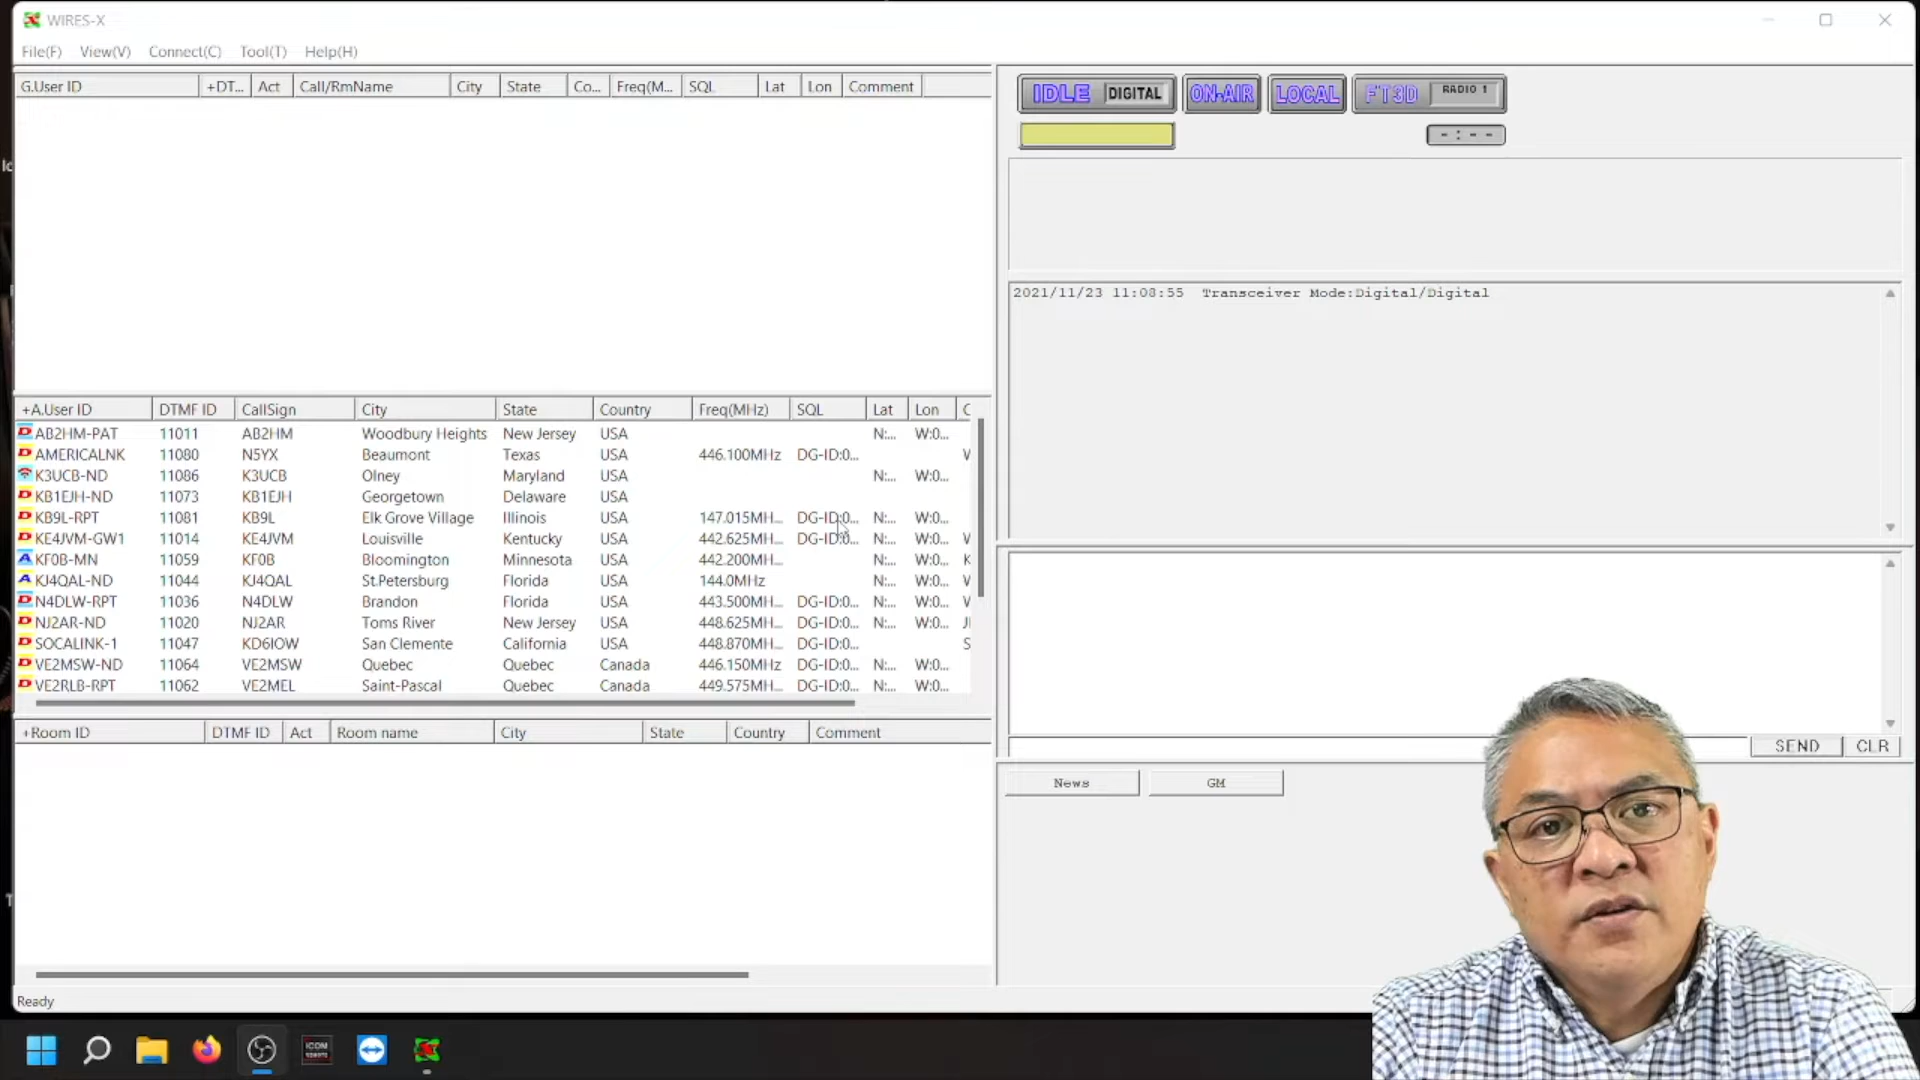 WIRES-X
File(F) View(V) Connect(C) Tool(T) Help(H)
G.User ID +DT... Act Call/RmName City State Co... Freq(M... SQL Lat Lon Comment
IDLE DIGITAL ON-AIR LOCAL FT3D RADIO 1
- : - -
2021/11/23 11:08:55 Transceiver Mode:Digital/Digital
+A.User ID DTMF ID CallSign City State Country Freq(MHz) SQL Lat Lon C
D AB2HM-PAT 11011 AB2HM Woodbury Heights New Jersey USA N:... W:0...
D AMERICALNK 11080 N5YX Beaumont Texas USA 446.100MHz DG-ID:0... V
K3UCB-ND 11086 K3UCB Olney Maryland USA N:... W:0...
D KB1EJH-ND 11073 KB1EJH Georgetown Delaware USA
D KB9L-RPT 11081 KB9L Elk Grove Village Illinois USA 147.015MH... DG-ID:0... N:... W:0...
D KE4JVM-GW1 11014 KE4JVM Louisville Kentucky USA 442.625MH... DG-ID:0... N:... W:0... V
A KF0B-MN 11059 KF0B Bloomington Minnesota USA 442.200MH... N:... W:0... K
A KJ4QAL-ND 11044 KJ4QAL St.Petersburg Florida USA 144.0MHz N:... W:0... V
D N4DLW-RPT 11036 N4DLW Brandon Florida USA 443.500MH... DG-ID:0... N:... W:0... V
D NJ2AR-ND 11020 NJ2AR Toms River New Jersey USA 448.625MH... DG-ID:0... N:... W:0... JI
D SOCALINK-1 11047 KD6IOW San Clemente California USA 448.870MH... DG-ID:0... S
D VE2MSW-ND 11064 VE2MSW Quebec Quebec Canada 446.150MHz DG-ID:0... N:... W:0...
D VE2RLB-RPT 11062 VE2MEL Saint-Pascal Quebec Canada 449.575MH... DG-ID:0... N:... W:0...
+Room ID DTMF ID Act Room name City State Country Comment
SEND CLR
News GM
Ready
ICOM
REMOTE